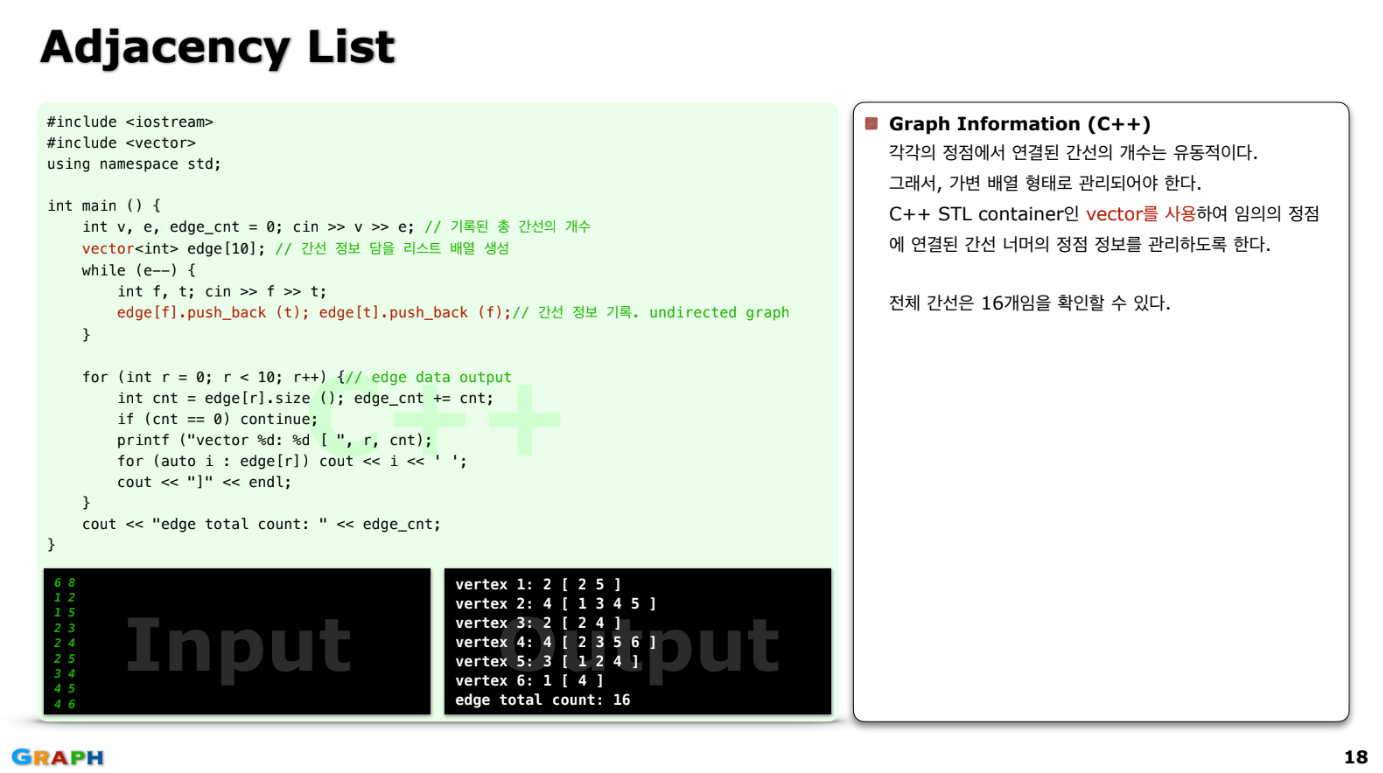 Adjacency List
#include <iostream>
#include <vector>
using namespace std;
int main () {
    int v, e, edge_cnt = 0; cin >> v >> e; // 기록된 총 간선의 개수
    vector<int> edge[10]; // 간선 정보 담을 리스트 배열 생성
    while (e--) {
        int f, t; cin >> f >> t;
        edge[f].push_back (t); edge[t].push_back (f);// 간선 정보 기록. undirected graph
    }
    for (int r = 0; r < 10; r++) {// edge data output
        int cnt = edge[r].size (); edge_cnt += cnt;
        if (cnt == 0) continue;
        printf ("vector %d: %d [ ", r, cnt);
        for (auto i : edge[r]) cout << i << ' ';
        cout << "]" << endl;
    }
    cout << "edge total count: " << edge_cnt;
}
C++
6 8
1 2
1 5
2 3
2 4
2 5
3 4
4 5
4 6
Input
vertex 1: 2 [ 2 5 ]
vertex 2: 4 [ 1 3 4 5 ]
vertex 3: 2 [ 2 4 ]
vertex 4: 4 [ 2 3 5 6 ]
vertex 5: 3 [ 1 2 4 ]
vertex 6: 1 [ 4 ]
edge total count: 16
Output
Graph Information (C++)
각각의 정점에서 연결된 간선의 개수는 유동적이다.
그래서, 가변 배열 형태로 관리되어야 한다.
C++ STL container인 vector를 사용하여 임의의 정점
에 연결된 간선 너머의 정점 정보를 관리하도록 한다.
전체 간선은 16개임을 확인할 수 있다.
GRAPH
18